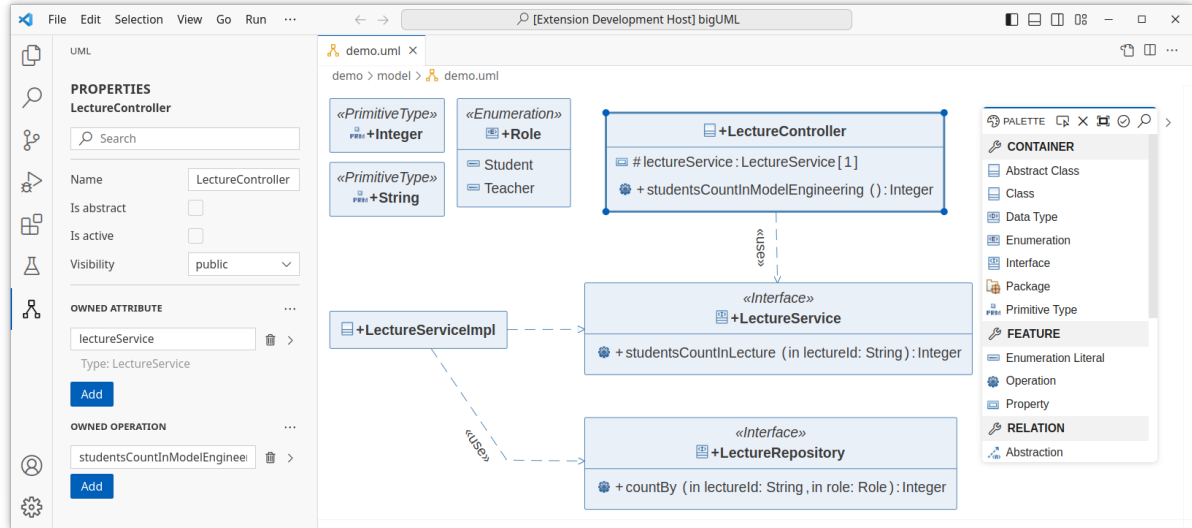 File Edit Selection View Go Run ···
[Extension Development Host] bigUML
UML
PROPERTIES
LectureController
Search
Name LectureController
Is abstract
Is active
Visibility public
OWNED ATTRIBUTE ···
lectureService
Type: LectureService
Add
OWNED OPERATION ···
studentsCountInModelEngineer
Add
demo.uml
demo > model > demo.uml
«PrimitiveType»
+Integer
«PrimitiveType»
+String
«Enumeration»
+Role
Student
Teacher
+LectureController
# lectureService : LectureService [ 1 ]
+ studentsCountInModelEngineering ( ) : Integer
«use»
«Interface»
+LectureService
+ studentsCountInLecture ( in lectureId: String ) : Integer
+LectureServiceImpl
«use»
«Interface»
+LectureRepository
+ countBy ( in lectureId: String , in role: Role ) : Integer
PALETTE
CONTAINER
Abstract Class
Class
Data Type
Enumeration
Interface
Package
Primitive Type
FEATURE
Enumeration Literal
Operation
Property
RELATION
Abstraction